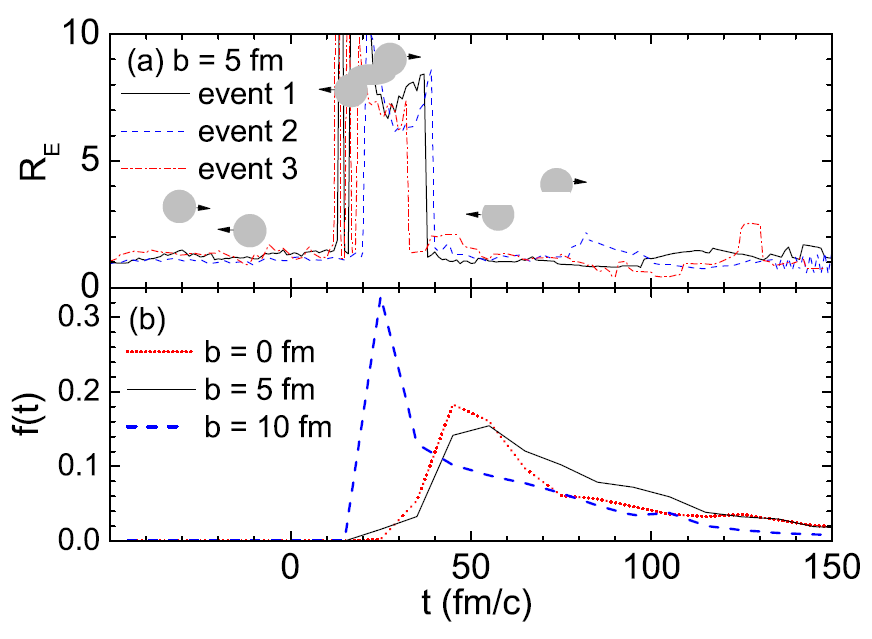 10
(a) b = 5 fm
event 1
event 2
event 3
5
R_E
0
(b)
0.3
b = 0 fm
b = 5 fm
b = 10 fm
0.2
f(t)
0.1
0.0
0 50 100 150
t (fm/c)